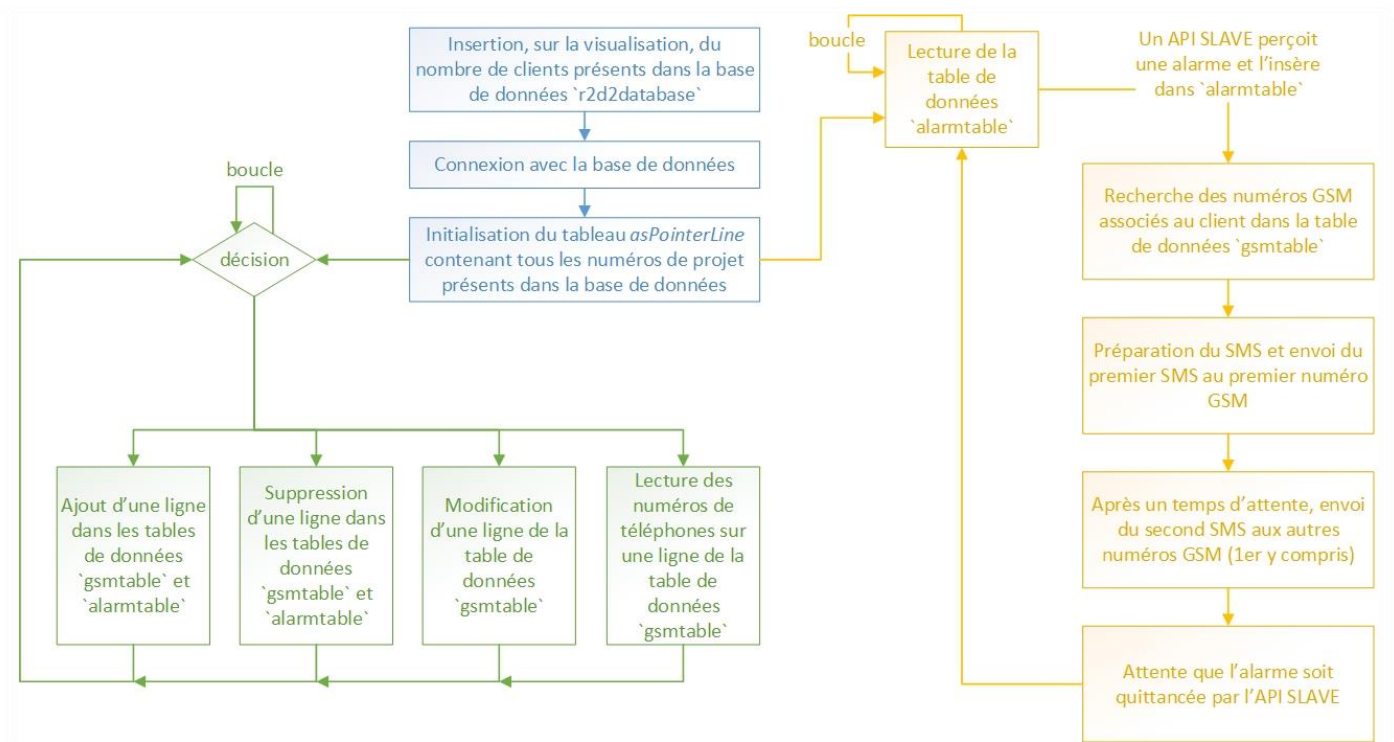 Insertion, sur la visualisation, du
nombre de clients présents dans la base
de données `r2d2database`
Connexion avec la base de données
Initialisation du tableau asPointerLine
contenant tous les numéros de projet
présents dans la base de données
boucle
décision
Ajout d’une ligne
dans les tables
de données
`gsmtable` et
`alarmtable`
Suppression
d’une ligne dans
les tables de
données
`gsmtable` et
`alarmtable`
Modification
d’une ligne de la
table de
données
`gsmtable`
Lecture des
numéros de
téléphones sur
une ligne de la
table de
données
`gsmtable`
boucle
Lecture de la
table de
données
`alarmtable`
Un API SLAVE perçoit
une alarme et l’insère
dans `alarmtable`
Recherche des numéros GSM
associés au client dans la table
de données `gsmtable`
Préparation du SMS et envoi du
premier SMS au premier numéro
GSM
Après un temps d’attente, envoi
du second SMS aux autres
numéros GSM (1er y compris)
Attente que l’alarme soit
quittancée par l’API SLAVE